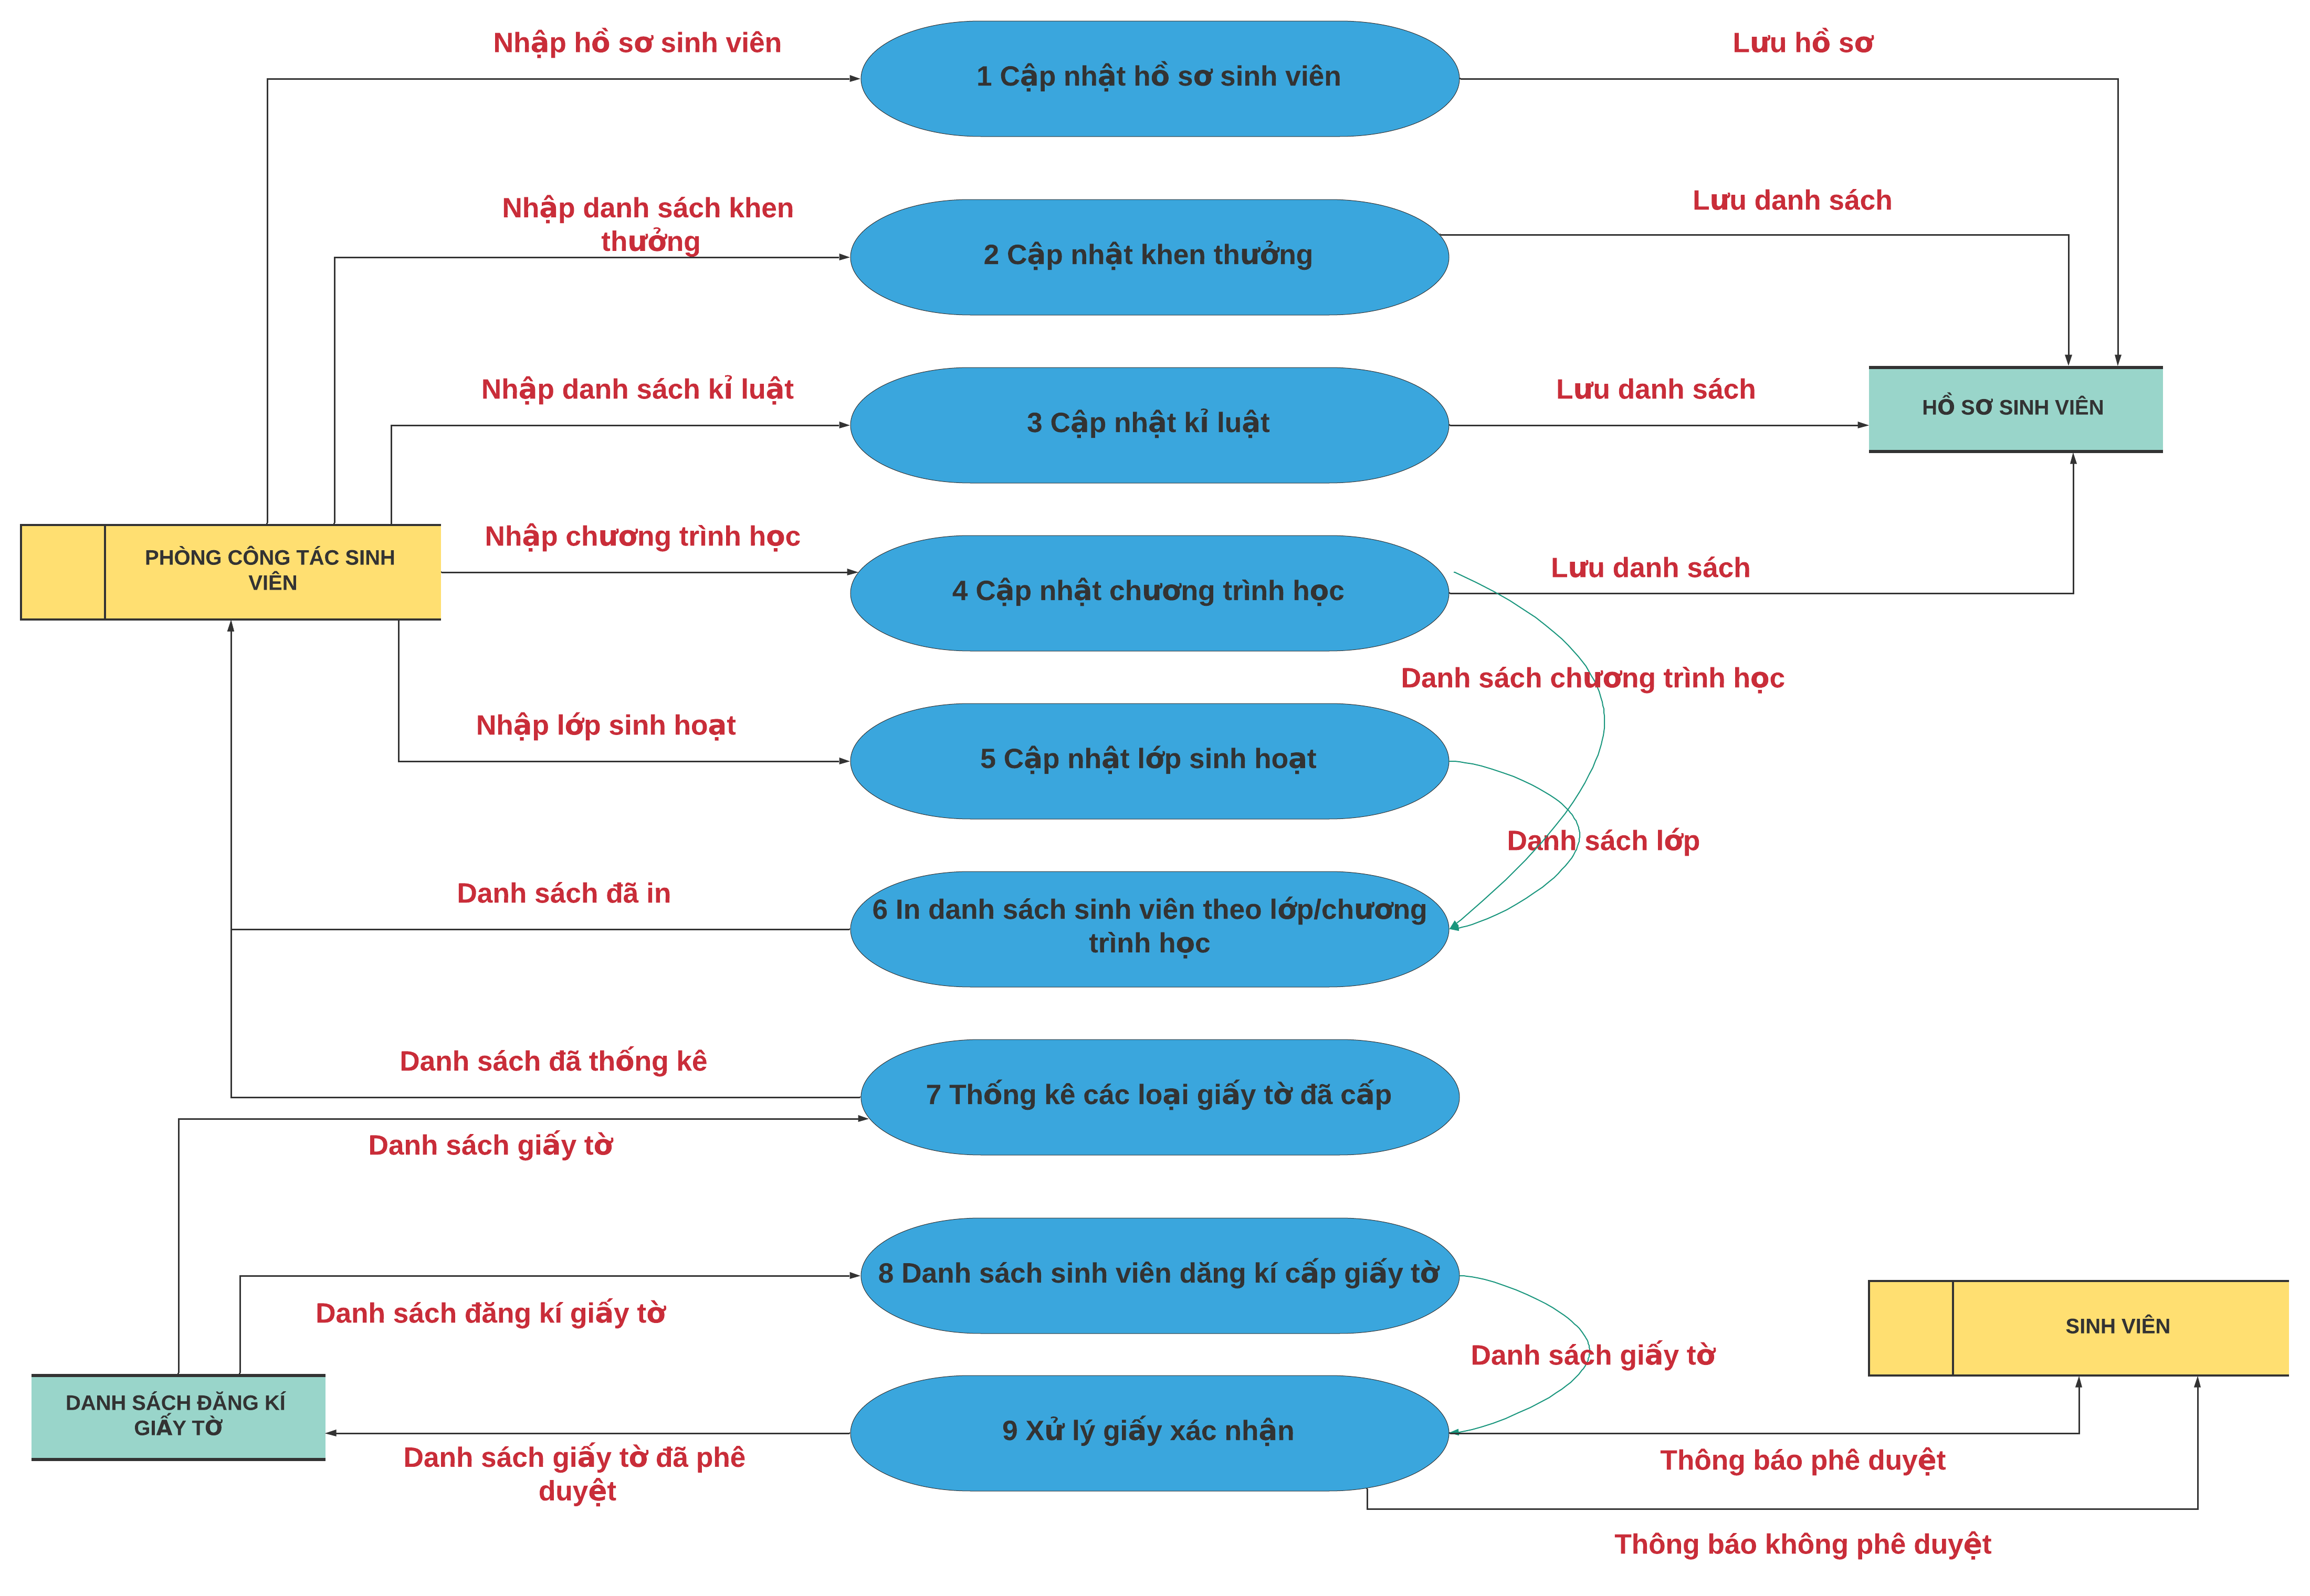 Nhập hồ sơ sinh viên
1 Cập nhật hồ sơ sinh viên
Lưu hồ sơ
Nhập danh sách khen
thưởng
2 Cập nhật khen thưởng
Lưu danh sách
Nhập danh sách kỉ luật
3 Cập nhật kỉ luật
Lưu danh sách
HỒ SƠ SINH VIÊN
PHÒNG CÔNG TÁC SINH
VIÊN
Nhập chương trình học
4 Cập nhật chương trình học
Lưu danh sách
Danh sách chương trình học
Nhập lớp sinh hoạt
5 Cập nhật lớp sinh hoạt
Danh sách lớp
Danh sách đã in
6 In danh sách sinh viên theo lớp/chương
trình học
Danh sách đã thống kê
7 Thống kê các loại giấy tờ đã cấp
Danh sách giấy tờ
8 Danh sách sinh viên dăng kí cấp giấy tờ
Danh sách đăng kí giấy tờ
SINH VIÊN
Danh sách giấy tờ
DANH SÁCH ĐĂNG KÍ
GIẤY TỜ
9 Xử lý giấy xác nhận
Danh sách giấy tờ đã phê
duyệt
Thông báo phê duyệt
Thông báo không phê duyệt